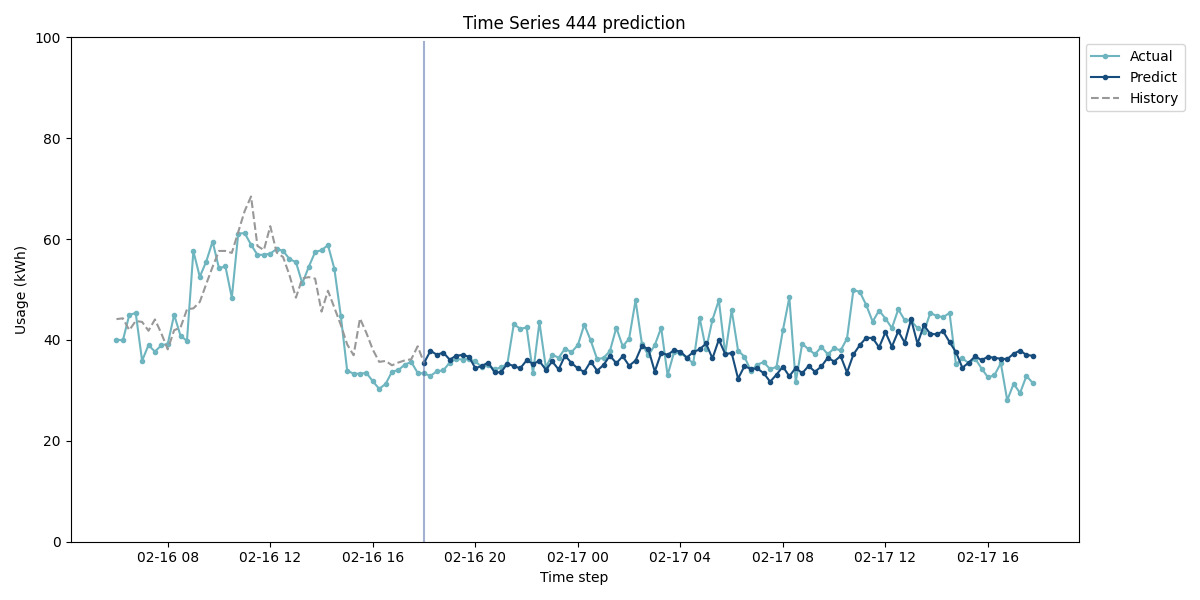 Time Series 444 prediction
100
80
60
40
20
0
Usage (kWh)
02-16 08
02-16 12
02-16 16
02-16 20
02-17 00
02-17 04
02-17 08
02-17 12
02-17 16
Time step
Actual
Predict
History